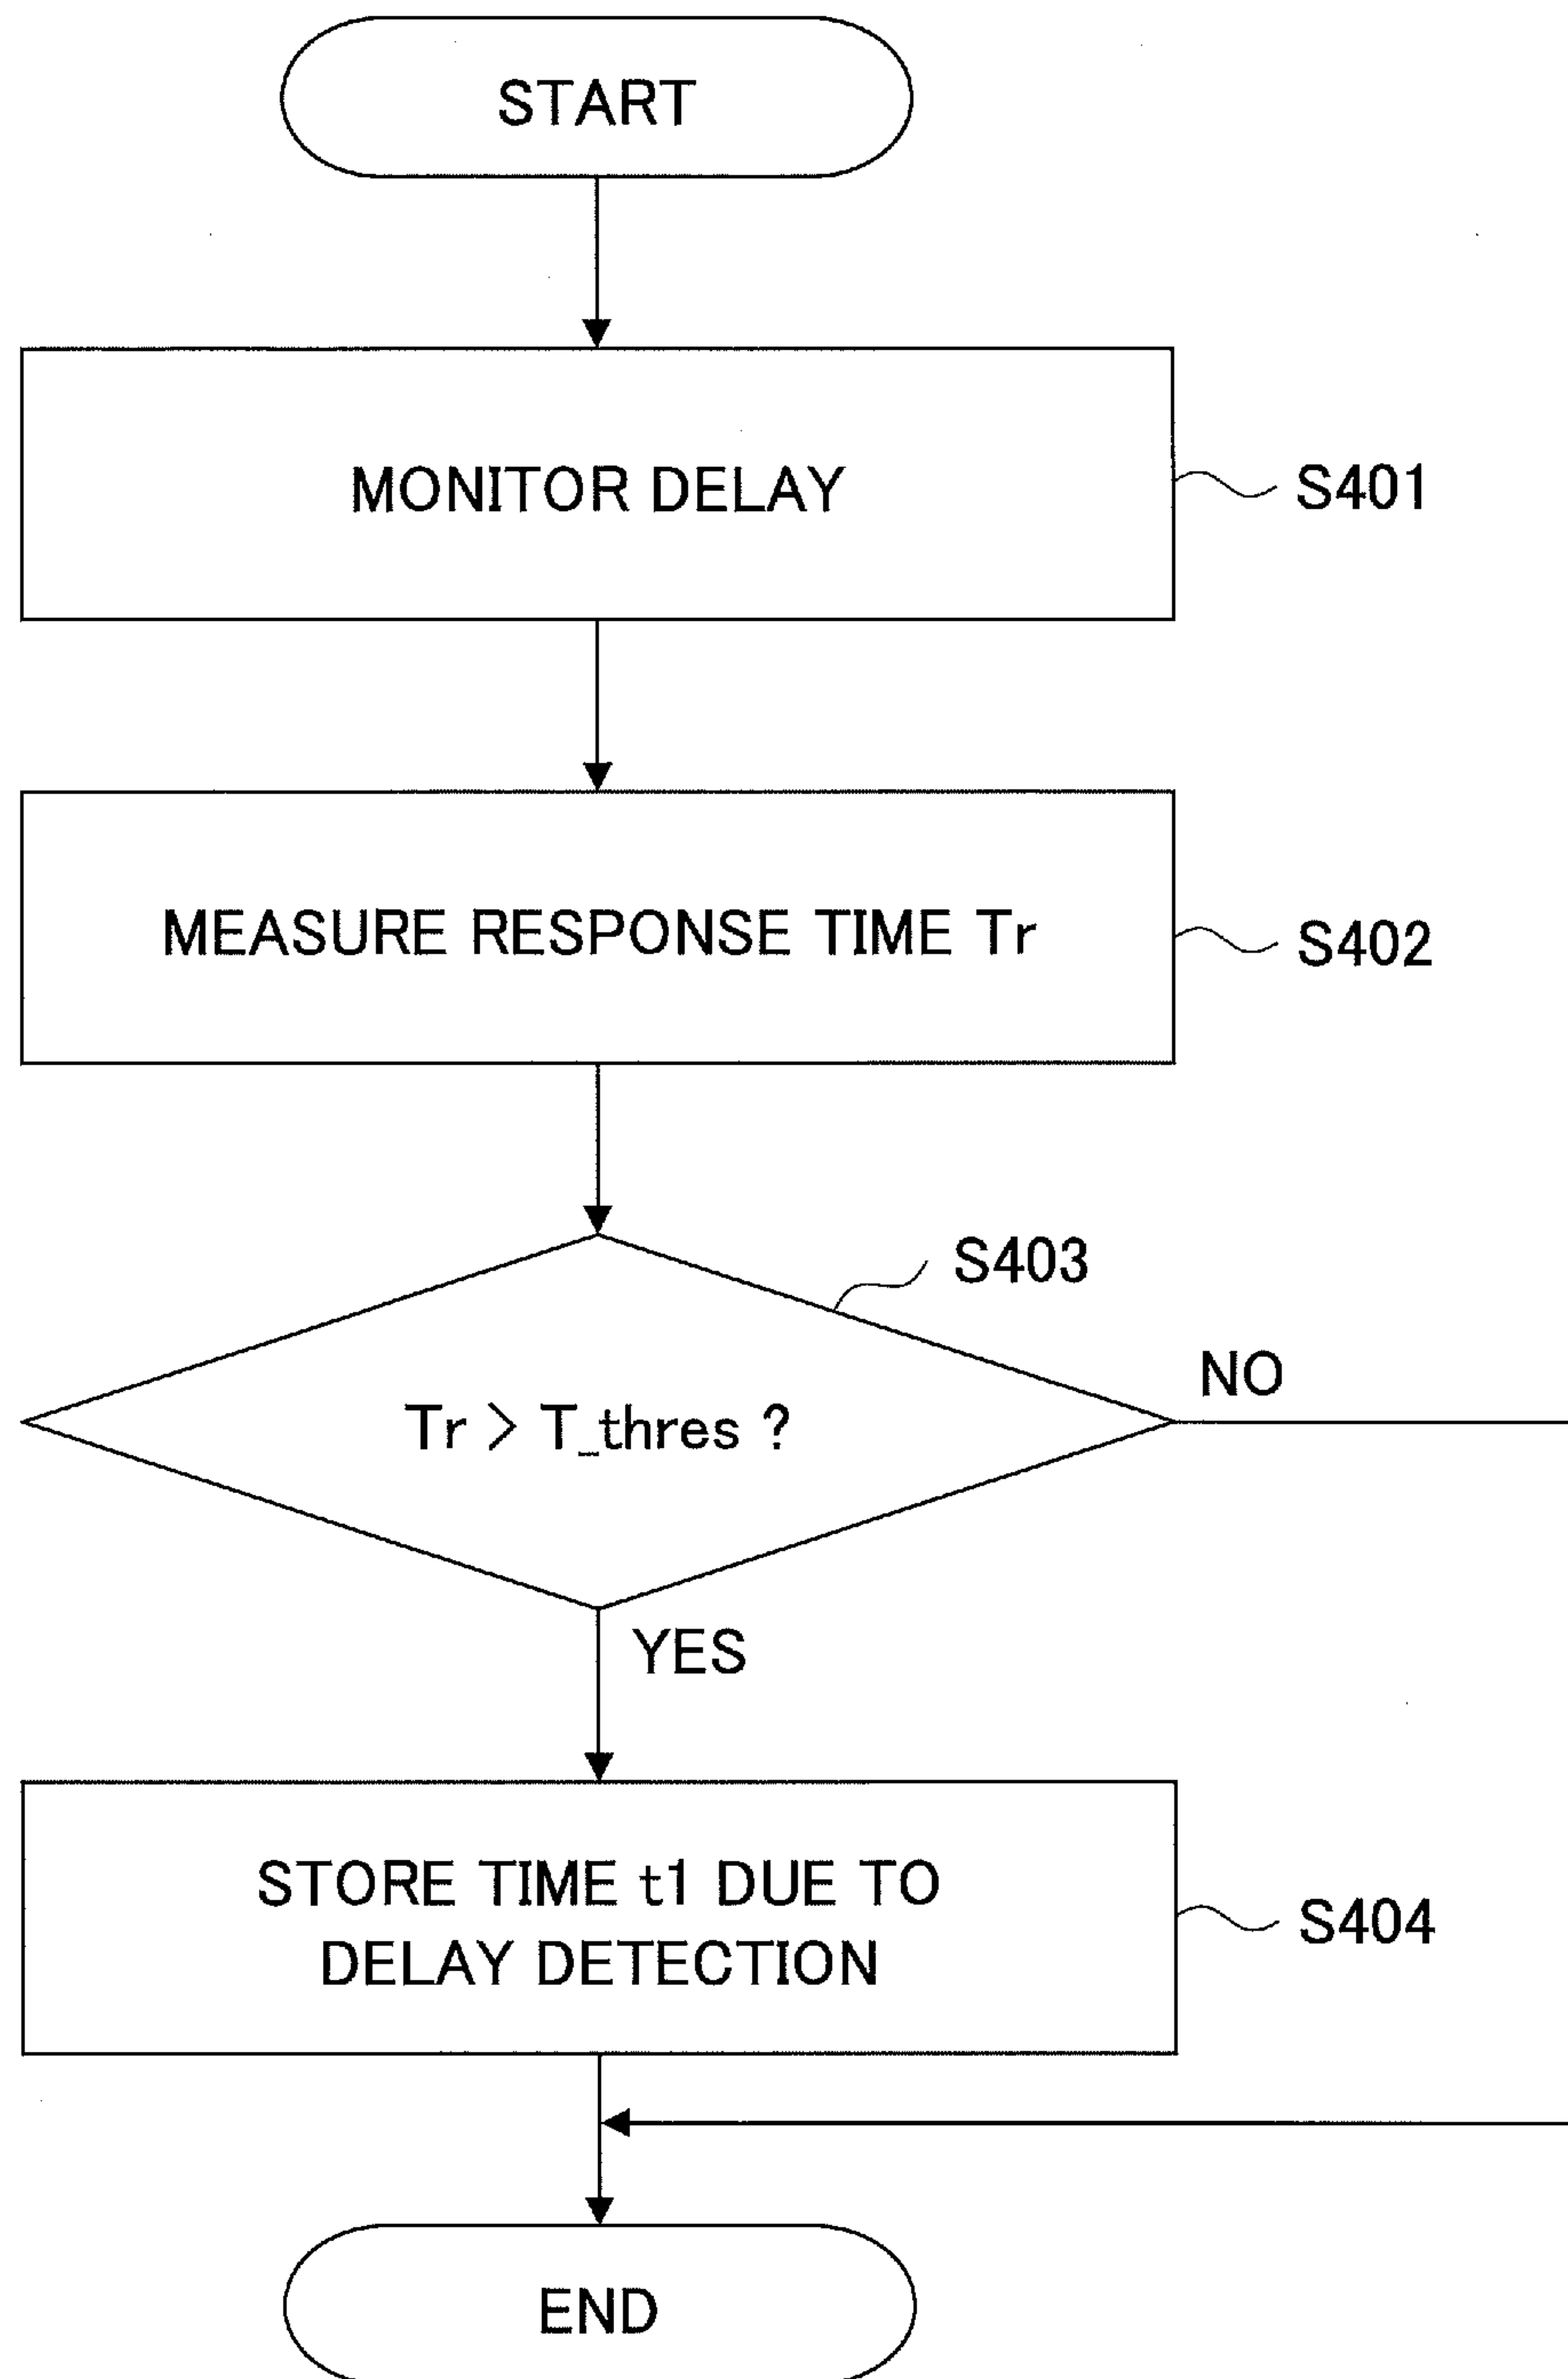 START
MONITOR DELAY
S401
MEASURE RESPONSE TIME Tr
S402
S403
NO
Tr > T_thres ?
YES
STORE TIME t1 DUE TO
DELAY DETECTION
S404
END